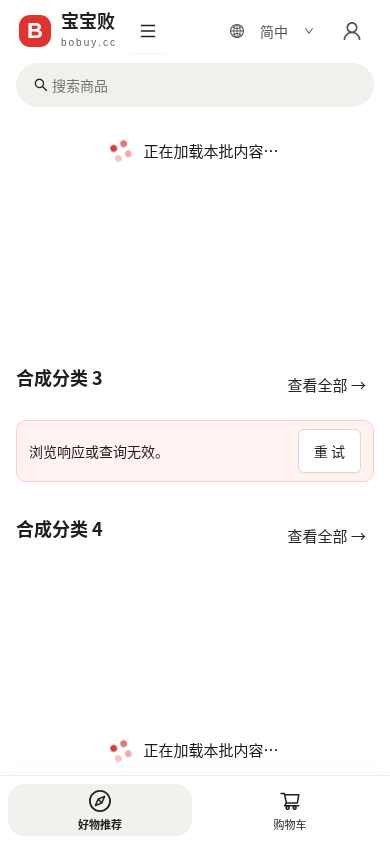 B 宝宝败
bobuy.cc
简中
搜索商品
正在加载本批内容…
合成分类 3
查看全部 →
浏览响应或查询无效。
重 试
合成分类 4
查看全部 →
正在加载本批内容…
好物推荐
购物车